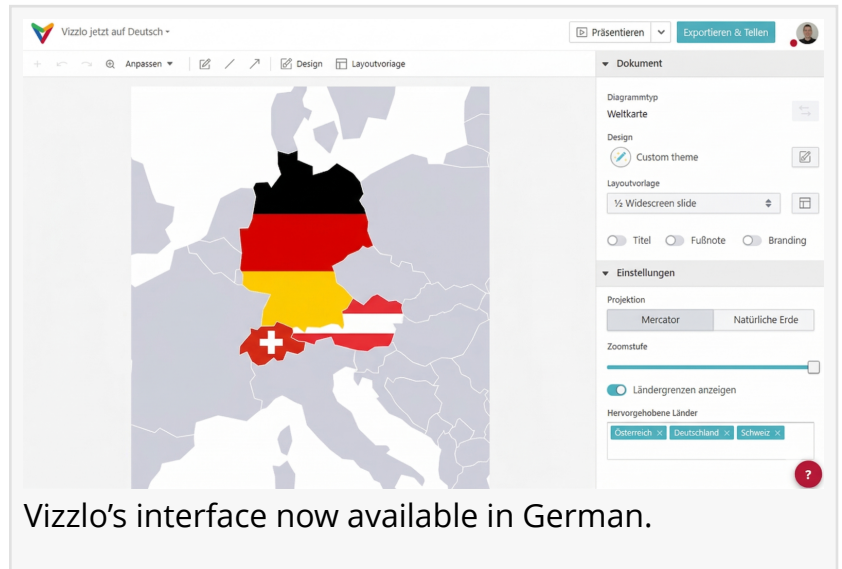 Vizzlo jetzt auf Deutsch
Präsentieren
Exportieren & Tellen
Anpassen
Design
Layoutvorlage
Dokument
Diagrammtyp
Weltkarte
Design
Custom theme
Layoutvorlage
½ Widescreen slide
Titel Fußnote Branding
Einstellungen
Projektion
Mercator Natürliche Erde
Zoomstufe
Ländergrenzen anzeigen
Hervorgehobene Länder
Österreich × Deutschland × Schweiz ×
?
Vizzlo’s interface now available in German.